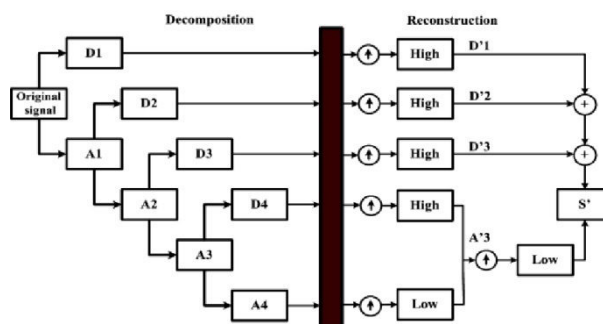 Decomposition
Reconstruction
D1
High
D'1
Original
signal
D2
High
D'2
+
A1
D3
High
D'3
+
A2
D4
High
S'
A3
A'3
Low
A4
Low